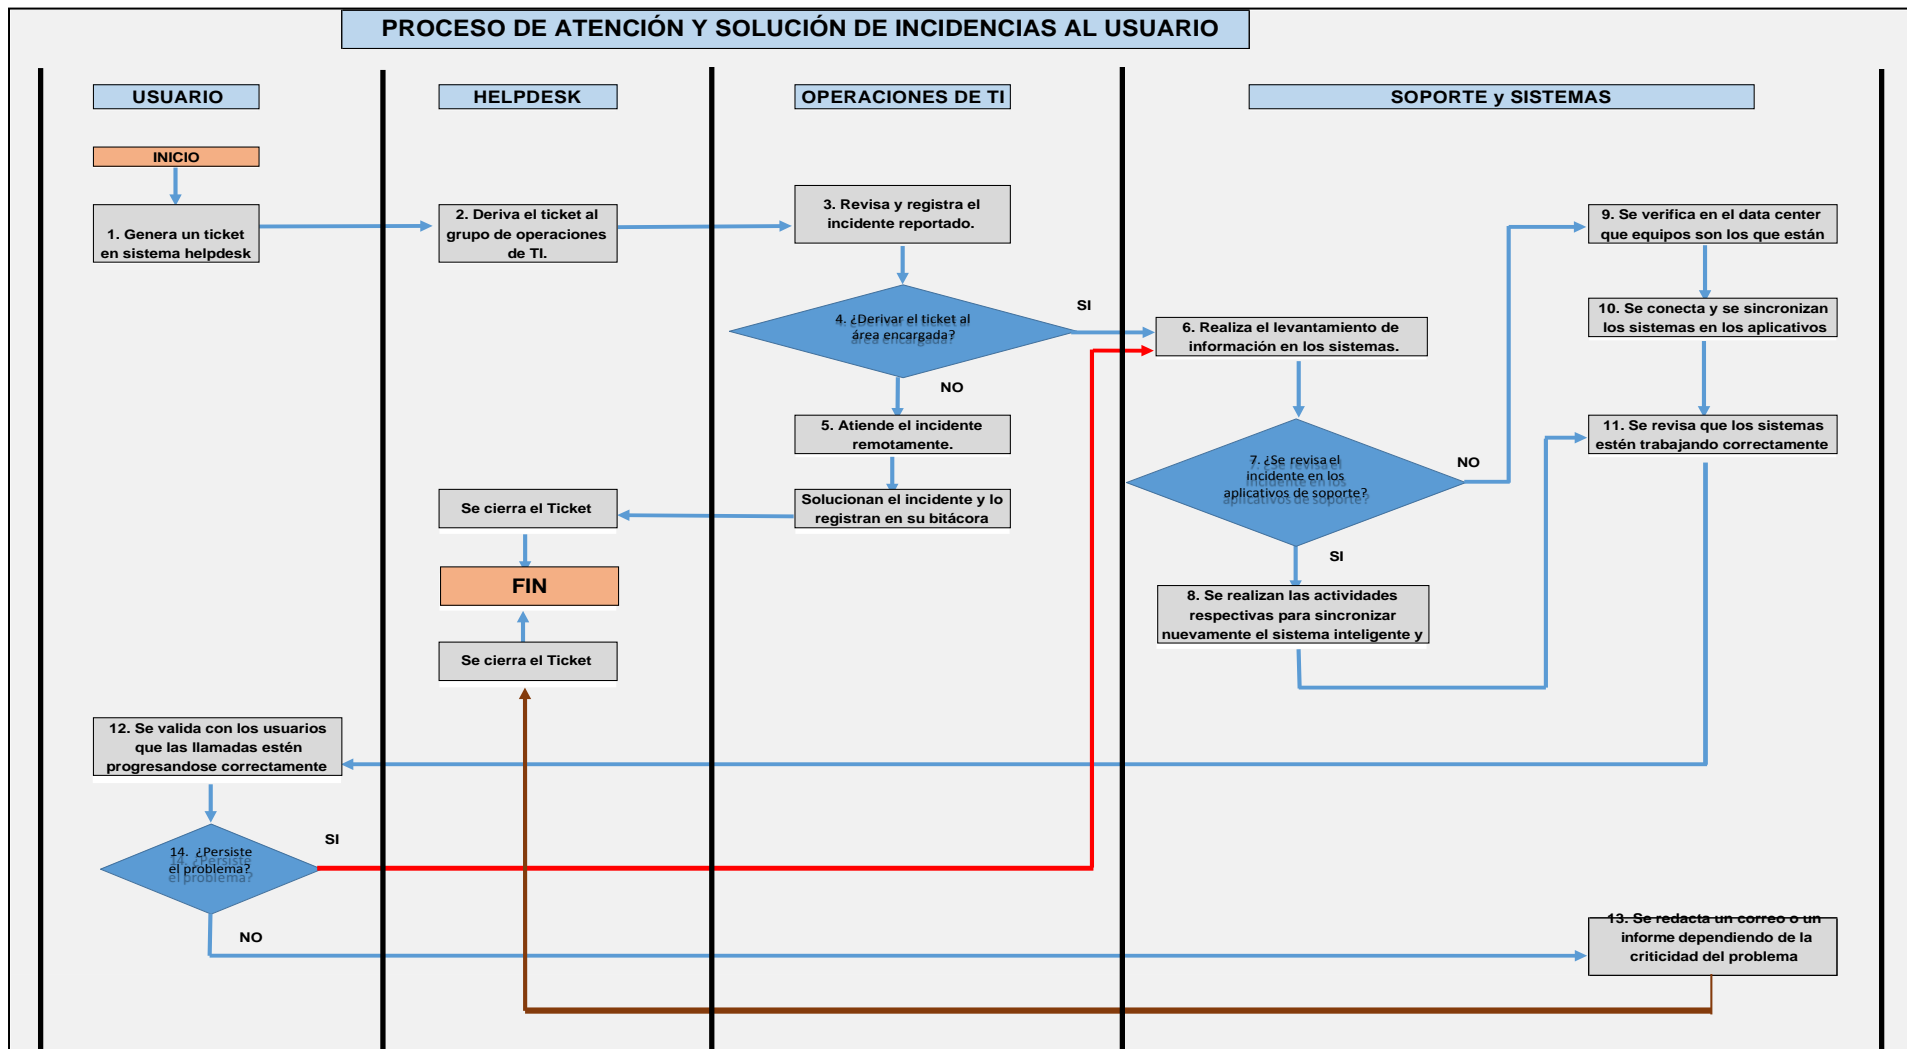 PROCESO DE ATENCIÓN Y SOLUCIÓN DE INCIDENCIAS AL USUARIO
USUARIO
HELPDESK
OPERACIONES DE TI
SOPORTE y SISTEMAS
INICIO
1. Genera un ticket
en sistema helpdesk
2. Deriva el ticket al
grupo de operaciones
de TI.
3. Revisa y registra el
incidente reportado.
4. ¿Derivar el ticket al
área encargada?
SI
NO
5. Atiende el incidente
remotamente.
Solucionan el incidente y lo
registran en su bitácora
Se cierra el Ticket
FIN
Se cierra el Ticket
6. Realiza el levantamiento de
información en los sistemas.
7. ¿Se revisa el
incidente en los
aplicativos de soporte?
NO
SI
8. Se realizan las actividades
respectivas para sincronizar
nuevamente el sistema inteligente y
9. Se verifica en el data center
que equipos son los que están
10. Se conecta y se sincronizan
los sistemas en los aplicativos
11. Se revisa que los sistemas
estén trabajando correctamente
12. Se valida con los usuarios
que las llamadas estén
progresandose correctamente
14. ¿Persiste
el problema?
SI
NO
13. Se redacta un correo o un
informe dependiendo de la
criticidad del problema